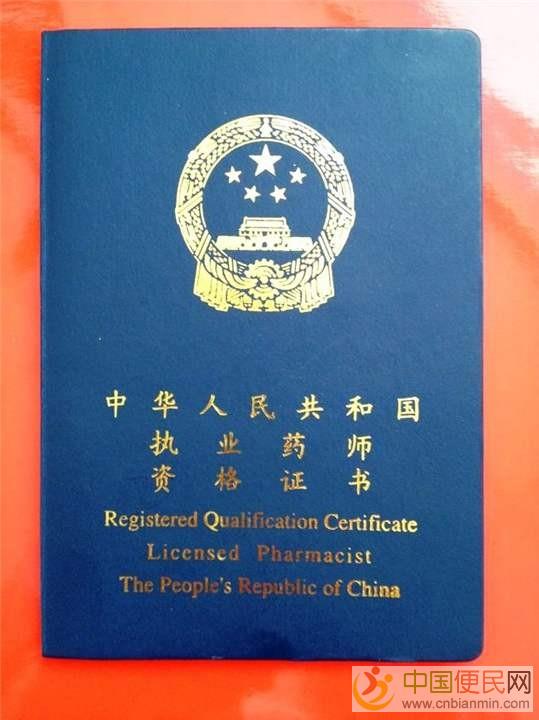 中华人民共和国
执业药师
资格证书
Registered Qualification Certificate
Licensed Pharmacist
The People's Republic of China
中国便民网
www.cnbianmin.com